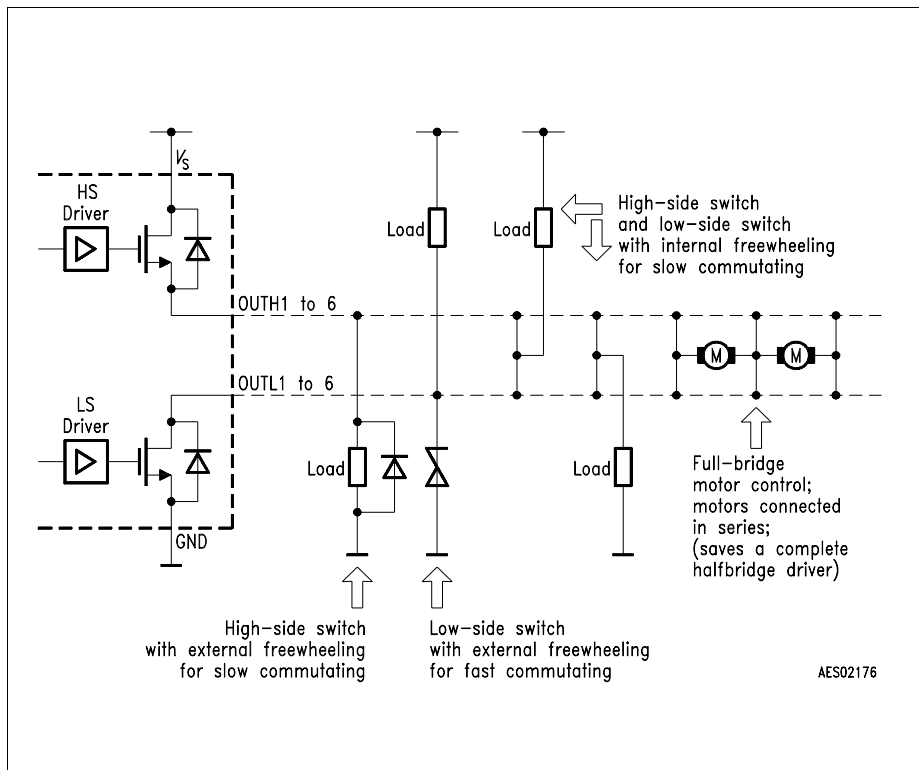 VS
HS
Driver
OUTH1 to 6
OUTL1 to 6
LS
Driver
GND
Load
Load
High-side switch
and low-side switch
with internal freewheeling
for slow commutating
M
M
Load
Load
Full-bridge
motor control;
motors connected
in series;
(saves a complete
halfbridge driver)
High-side switch
with external freewheeling
for slow commutating
Low-side switch
with external freewheeling
for fast commutating
AES02176